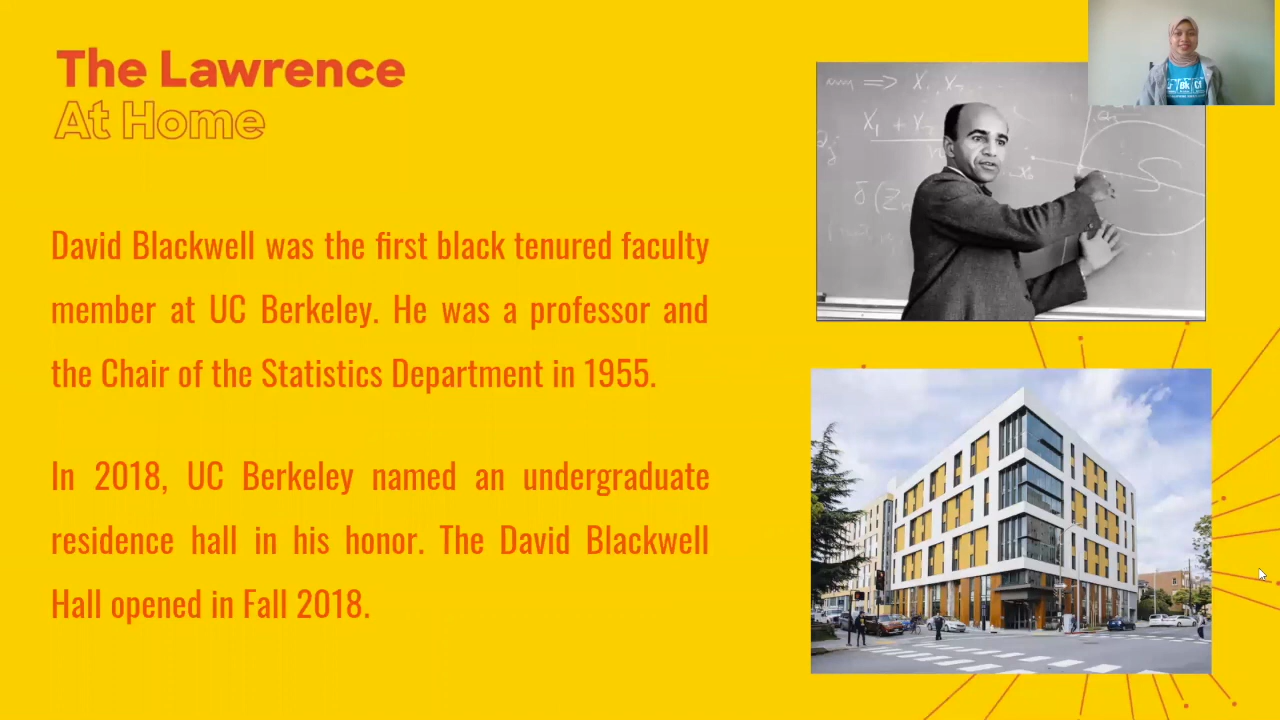 The Lawrence
At Home
David Blackwell was the first black tenured faculty
member at UC Berkeley. He was a professor and
the Chair of the Statistics Department in 1955.
In 2018, UC Berkeley named an undergraduate
residence hall in his honor. The David Blackwell
Hall opened in Fall 2018.